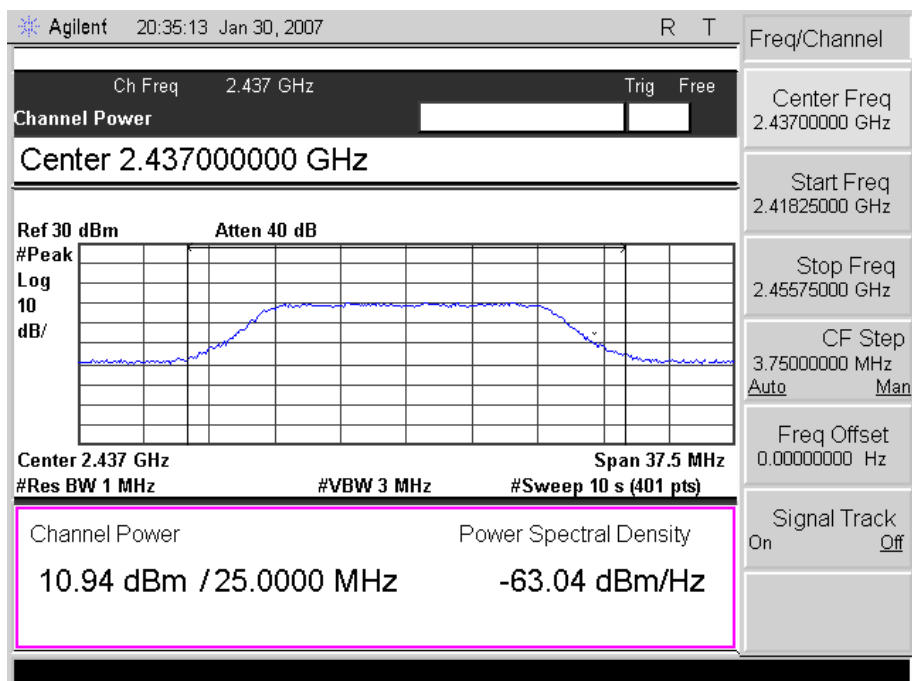 Agilent 20:35:13 Jan 30, 2007 R T
Freq/Channel
Ch Freq 2.437 GHz Trig Free
Channel Power
Center 2.437000000 GHz
Ref 30 dBm Atten 40 dB
#Peak
Log
10
dB/
Center 2.437 GHz Span 37.5 MHz
#Res BW 1 MHz #VBW 3 MHz #Sweep 10 s (401 pts)
Channel Power Power Spectral Density
10.94 dBm / 25.0000 MHz -63.04 dBm/Hz
Center Freq
2.43700000 GHz
Start Freq
2.41825000 GHz
Stop Freq
2.45575000 GHz
CF Step
3.75000000 MHz
Auto Man
Freq Offset
0.00000000 Hz
Signal Track
On Off